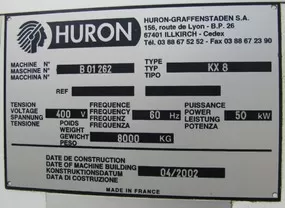 HURON
HURON-GRAFFENSTADEN S.A.
156, route de Lyon - B.P. 26
67401 ILLKIRCH - Cedex
Tél. 03 88 67 52 52 - Fax 03 88 67 23 90
MACHINE N° TYPE
MASCHINE N° B 01 262 TYP KX 8
MACCHINA N° TIPO
REF
TENSION FREQUENCE PUISSANCE
VOLTAGE 400 V FREQUENCY 60 Hz POWER 50 kW
SPANNUNG FREQUENZ LEISTUNG
TENSION FREQUENZA POTENZA
POIDS
WEIGHT 8000 KG
GEWICHT
PESO
DATE DE CONSTRUCTION
DATE OF MACHINE BUILDING 04/2002
KONSTRUKTIONSDATUM
DATA DI COSTRUZIONE
MADE IN FRANCE